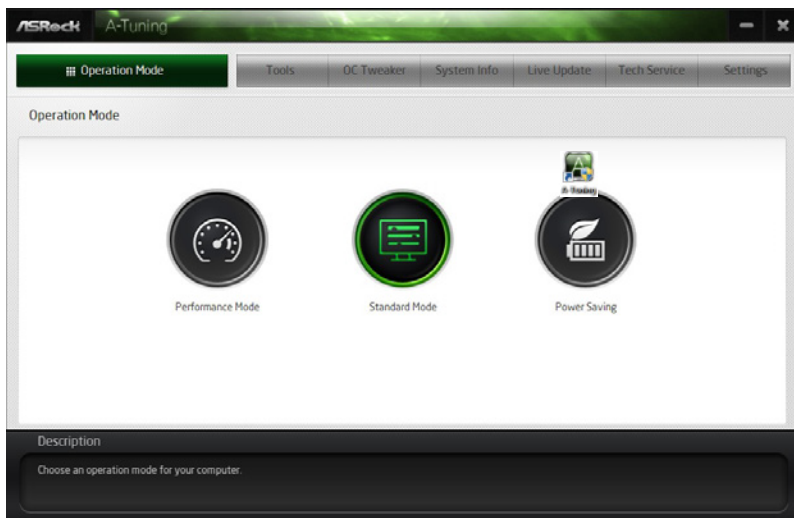 ASRock A-Tuning
Operation Mode Tools OC Tweaker System Info Live Update Tech Service Settings
Operation Mode
A-Tuning
Performance Mode Standard Mode Power Saving
Description
Choose an operation mode for your computer.